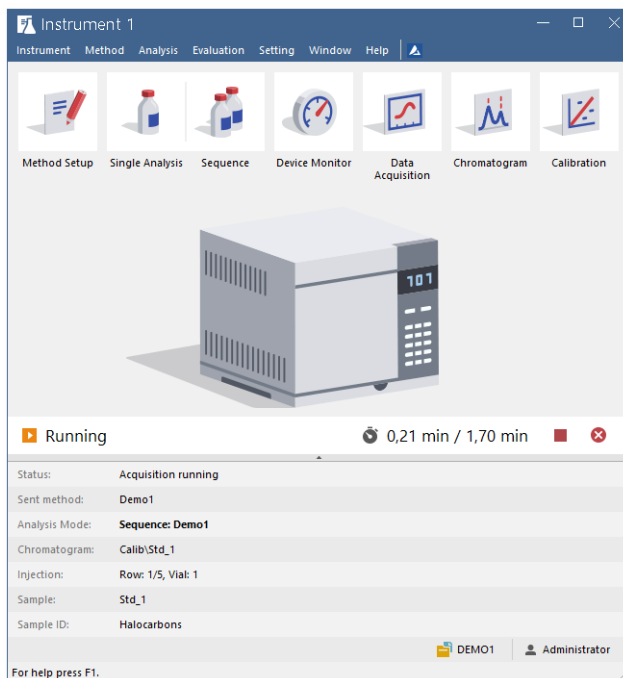 Instrument 1
Instrument Method Analysis Evaluation Setting Window Help
Method Setup Single Analysis Sequence Device Monitor Data Acquisition Chromatogram Calibration
101
Running 0,21 min / 1,70 min
Status: Acquisition running
Sent method: Demo1
Analysis Mode: Sequence: Demo1
Chromatogram: Calib\Std_1
Injection: Row: 1/5, Vial: 1
Sample: Std_1
Sample ID: Halocarbons
DEMO1 Administrator
For help press F1.